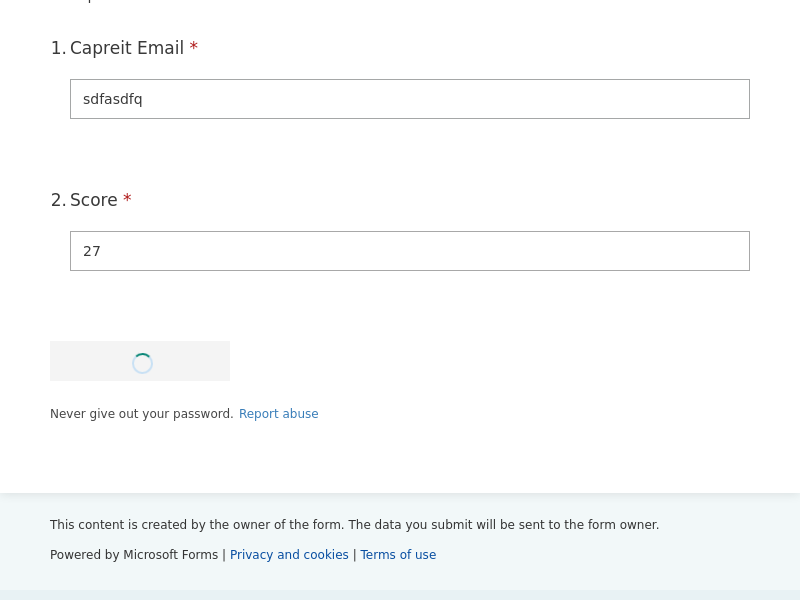 1. Capreit Email *
sdfasdfq
2. Score *
27
Never give out your password. Report abuse
This content is created by the owner of the form. The data you submit will be sent to the form owner.
Powered by Microsoft Forms | Privacy and cookies | Terms of use